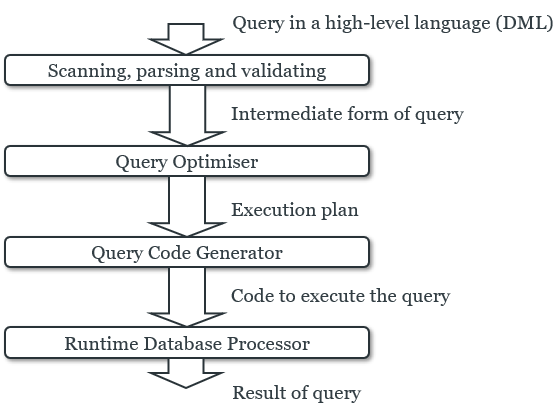 Query in a high-level language (DML)
Scanning, parsing and validating
Intermediate form of query
Query Optimiser
Execution plan
Query Code Generator
Code to execute the query
Runtime Database Processor
Result of query